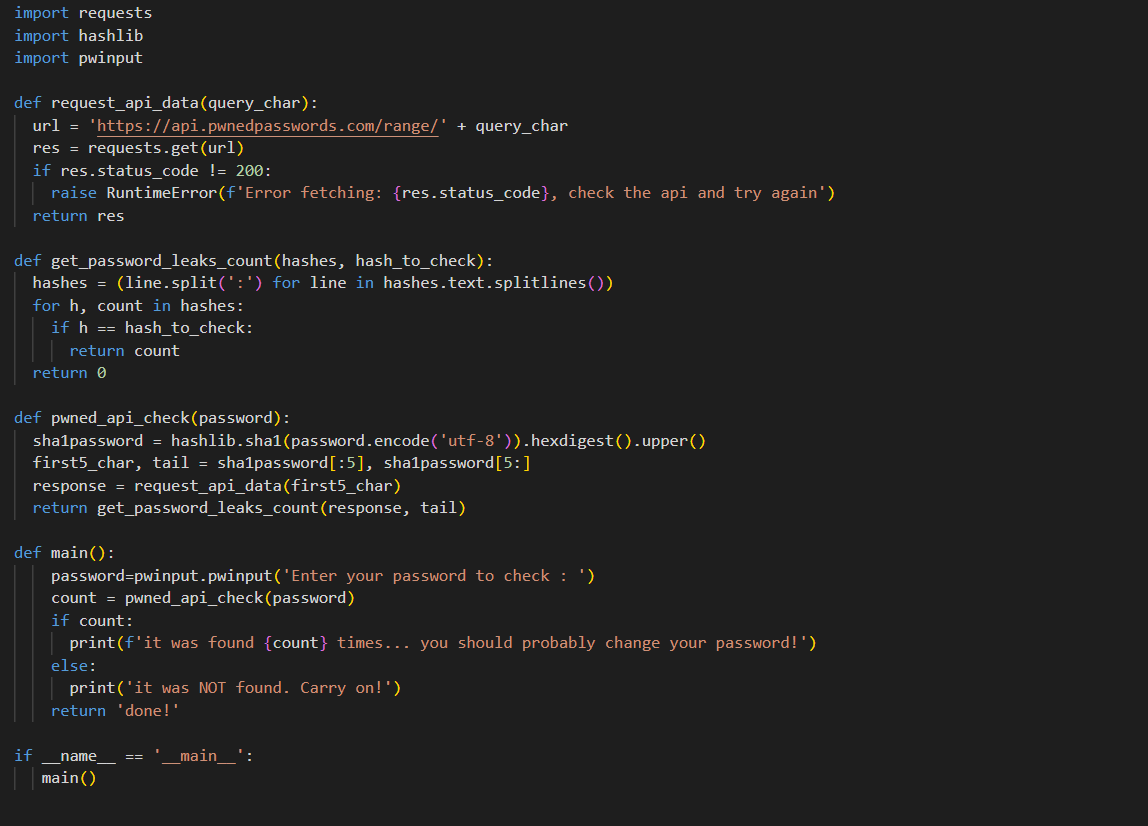 import requests
import hashlib
import pwinput

def request_api_data(query_char):
  url = 'https://api.pwnedpasswords.com/range/' + query_char
  res = requests.get(url)
  if res.status_code != 200:
    raise RuntimeError(f'Error fetching: {res.status_code}, check the api and try again')
  return res

def get_password_leaks_count(hashes, hash_to_check):
  hashes = (line.split(':') for line in hashes.text.splitlines())
  for h, count in hashes:
    if h == hash_to_check:
      return count
  return 0

def pwned_api_check(password):
  sha1password = hashlib.sha1(password.encode('utf-8')).hexdigest().upper()
  first5_char, tail = sha1password[:5], sha1password[5:]
  response = request_api_data(first5_char)
  return get_password_leaks_count(response, tail)

def main():
    password=pwinput.pwinput('Enter your password to check : ')
    count = pwned_api_check(password)
    if count:
      print(f'it was found {count} times... you should probably change your password!')
    else:
      print('it was NOT found. Carry on!')
    return 'done!'

if __name__ == '__main__':
   main()